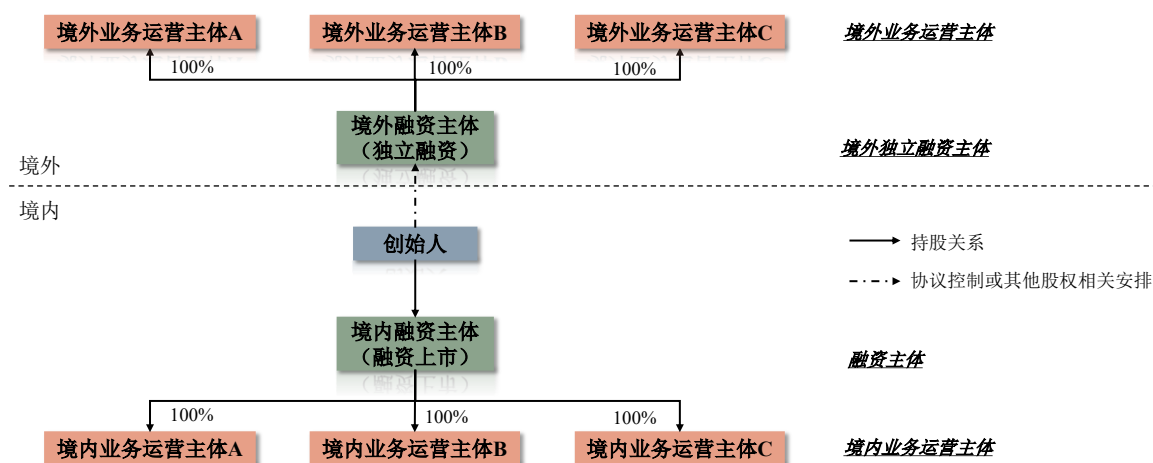 境外业务运营主体A
境外业务运营主体B
境外业务运营主体C
境外业务运营主体
100%
100%
100%
境外融资主体
（独立融资）
境外独立融资主体
境外
境内
创始人
持股关系
协议控制或其他股权相关安排
境内融资主体
（融资上市）
融资主体
100%
100%
100%
境内业务运营主体A
境内业务运营主体B
境内业务运营主体C
境内业务运营主体